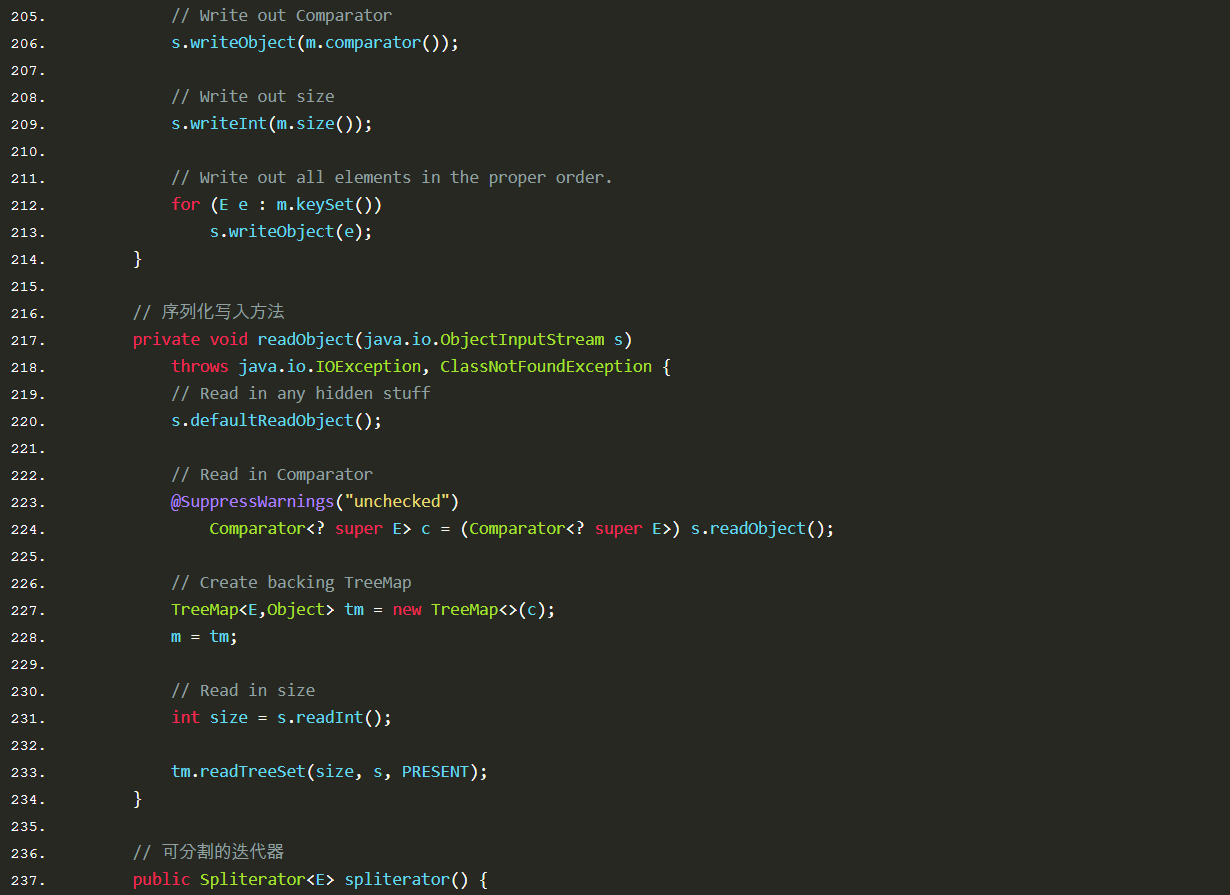 205.             // Write out Comparator
206.             s.writeObject(m.comparator());
207.
208.             // Write out size
209.             s.writeInt(m.size());
210.
211.             // Write out all elements in the proper order.
212.             for (E e : m.keySet())
213.                 s.writeObject(e);
214.         }
215.
216.         // 序列化写入方法
217.         private void readObject(java.io.ObjectInputStream s)
218.             throws java.io.IOException, ClassNotFoundException {
219.             // Read in any hidden stuff
220.             s.defaultReadObject();
221.
222.             // Read in Comparator
223.             @SuppressWarnings("unchecked")
224.                 Comparator<? super E> c = (Comparator<? super E>) s.readObject();
225.
226.             // Create backing TreeMap
227.             TreeMap<E,Object> tm = new TreeMap<>(c);
228.             m = tm;
229.
230.             // Read in size
231.             int size = s.readInt();
232.
233.             tm.readTreeSet(size, s, PRESENT);
234.         }
235.
236.         // 可分割的迭代器
237.         public Spliterator<E> spliterator() {